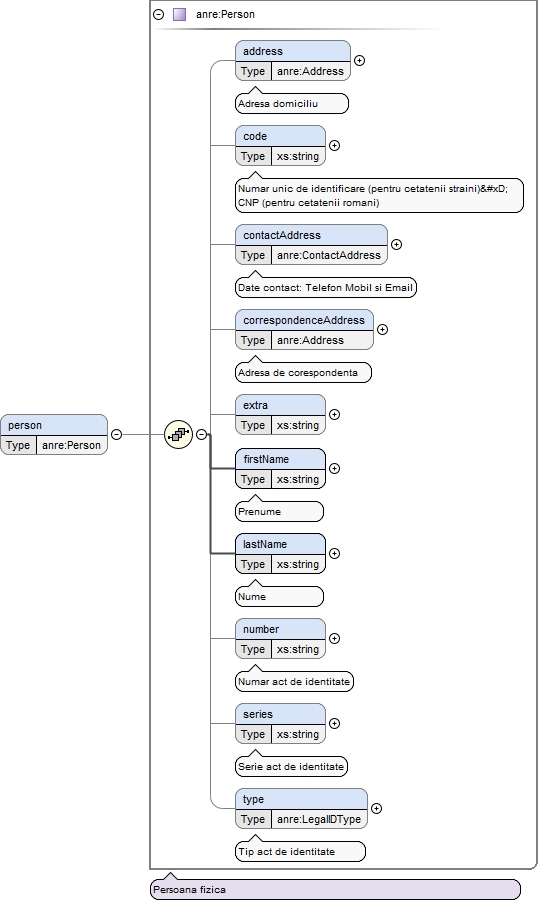 anre:Person
address
Type anre:Address
Adresa domiciliu
code
Type xs:string
Numar unic de identificare (pentru cetatenii straini)&#xD;
CNP (pentru cetatenii romani)
contactAddress
Type anre:ContactAddress
Date contact: Telefon Mobil si Email
correspondenceAddress
Type anre:Address
Adresa de corespondenta
extra
Type xs:string
person
Type anre:Person
firstName
Type xs:string
Prenume
lastName
Type xs:string
Nume
number
Type xs:string
Numar act de identitate
series
Type xs:string
Serie act de identitate
type
Type anre:LegalIDType
Tip act de identitate
Persoana fizica